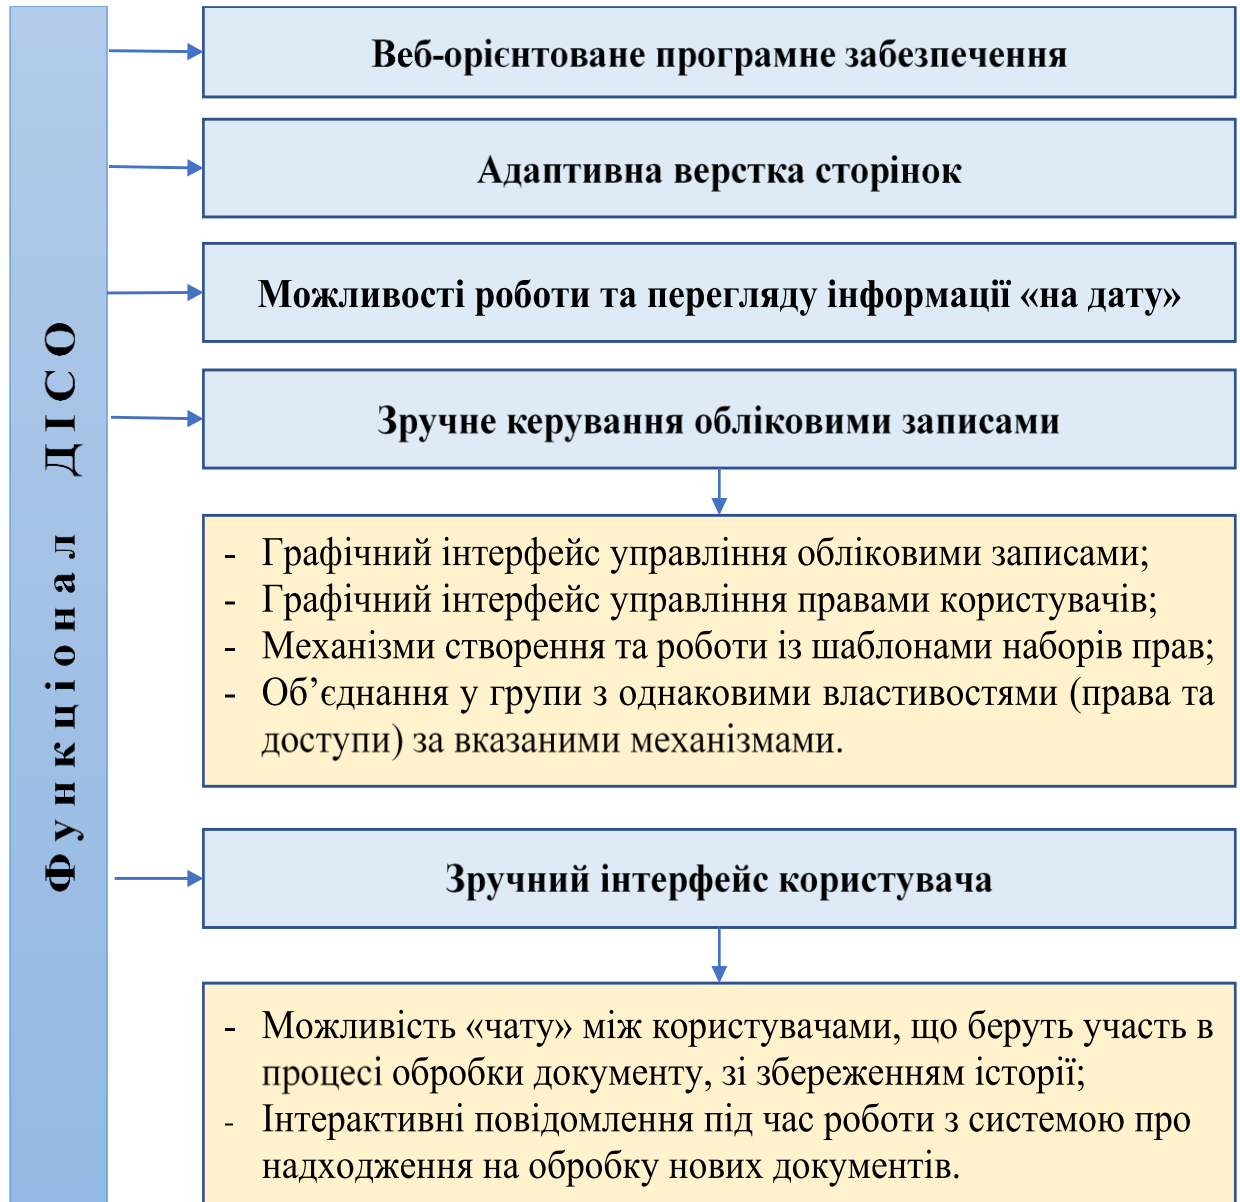 Функціонал ДІСО
Веб-орієнтоване програмне забезпечення
Адаптивна верстка сторінок
Можливості роботи та перегляду інформації «на дату»
Зручне керування обліковими записами
- Графічний інтерфейс управління обліковими записами;
- Графічний інтерфейс управління правами користувачів;
- Механізми створення та роботи із шаблонами наборів прав;
- Об’єднання у групи з однаковими властивостями (права та
доступи) за вказаними механізмами.
Зручний інтерфейс користувача
- Можливість «чату» між користувачами, що беруть участь в
процесі обробки документу, зі збереженням історії;
- Інтерактивні повідомлення під час роботи з системою про
надходження на обробку нових документів.